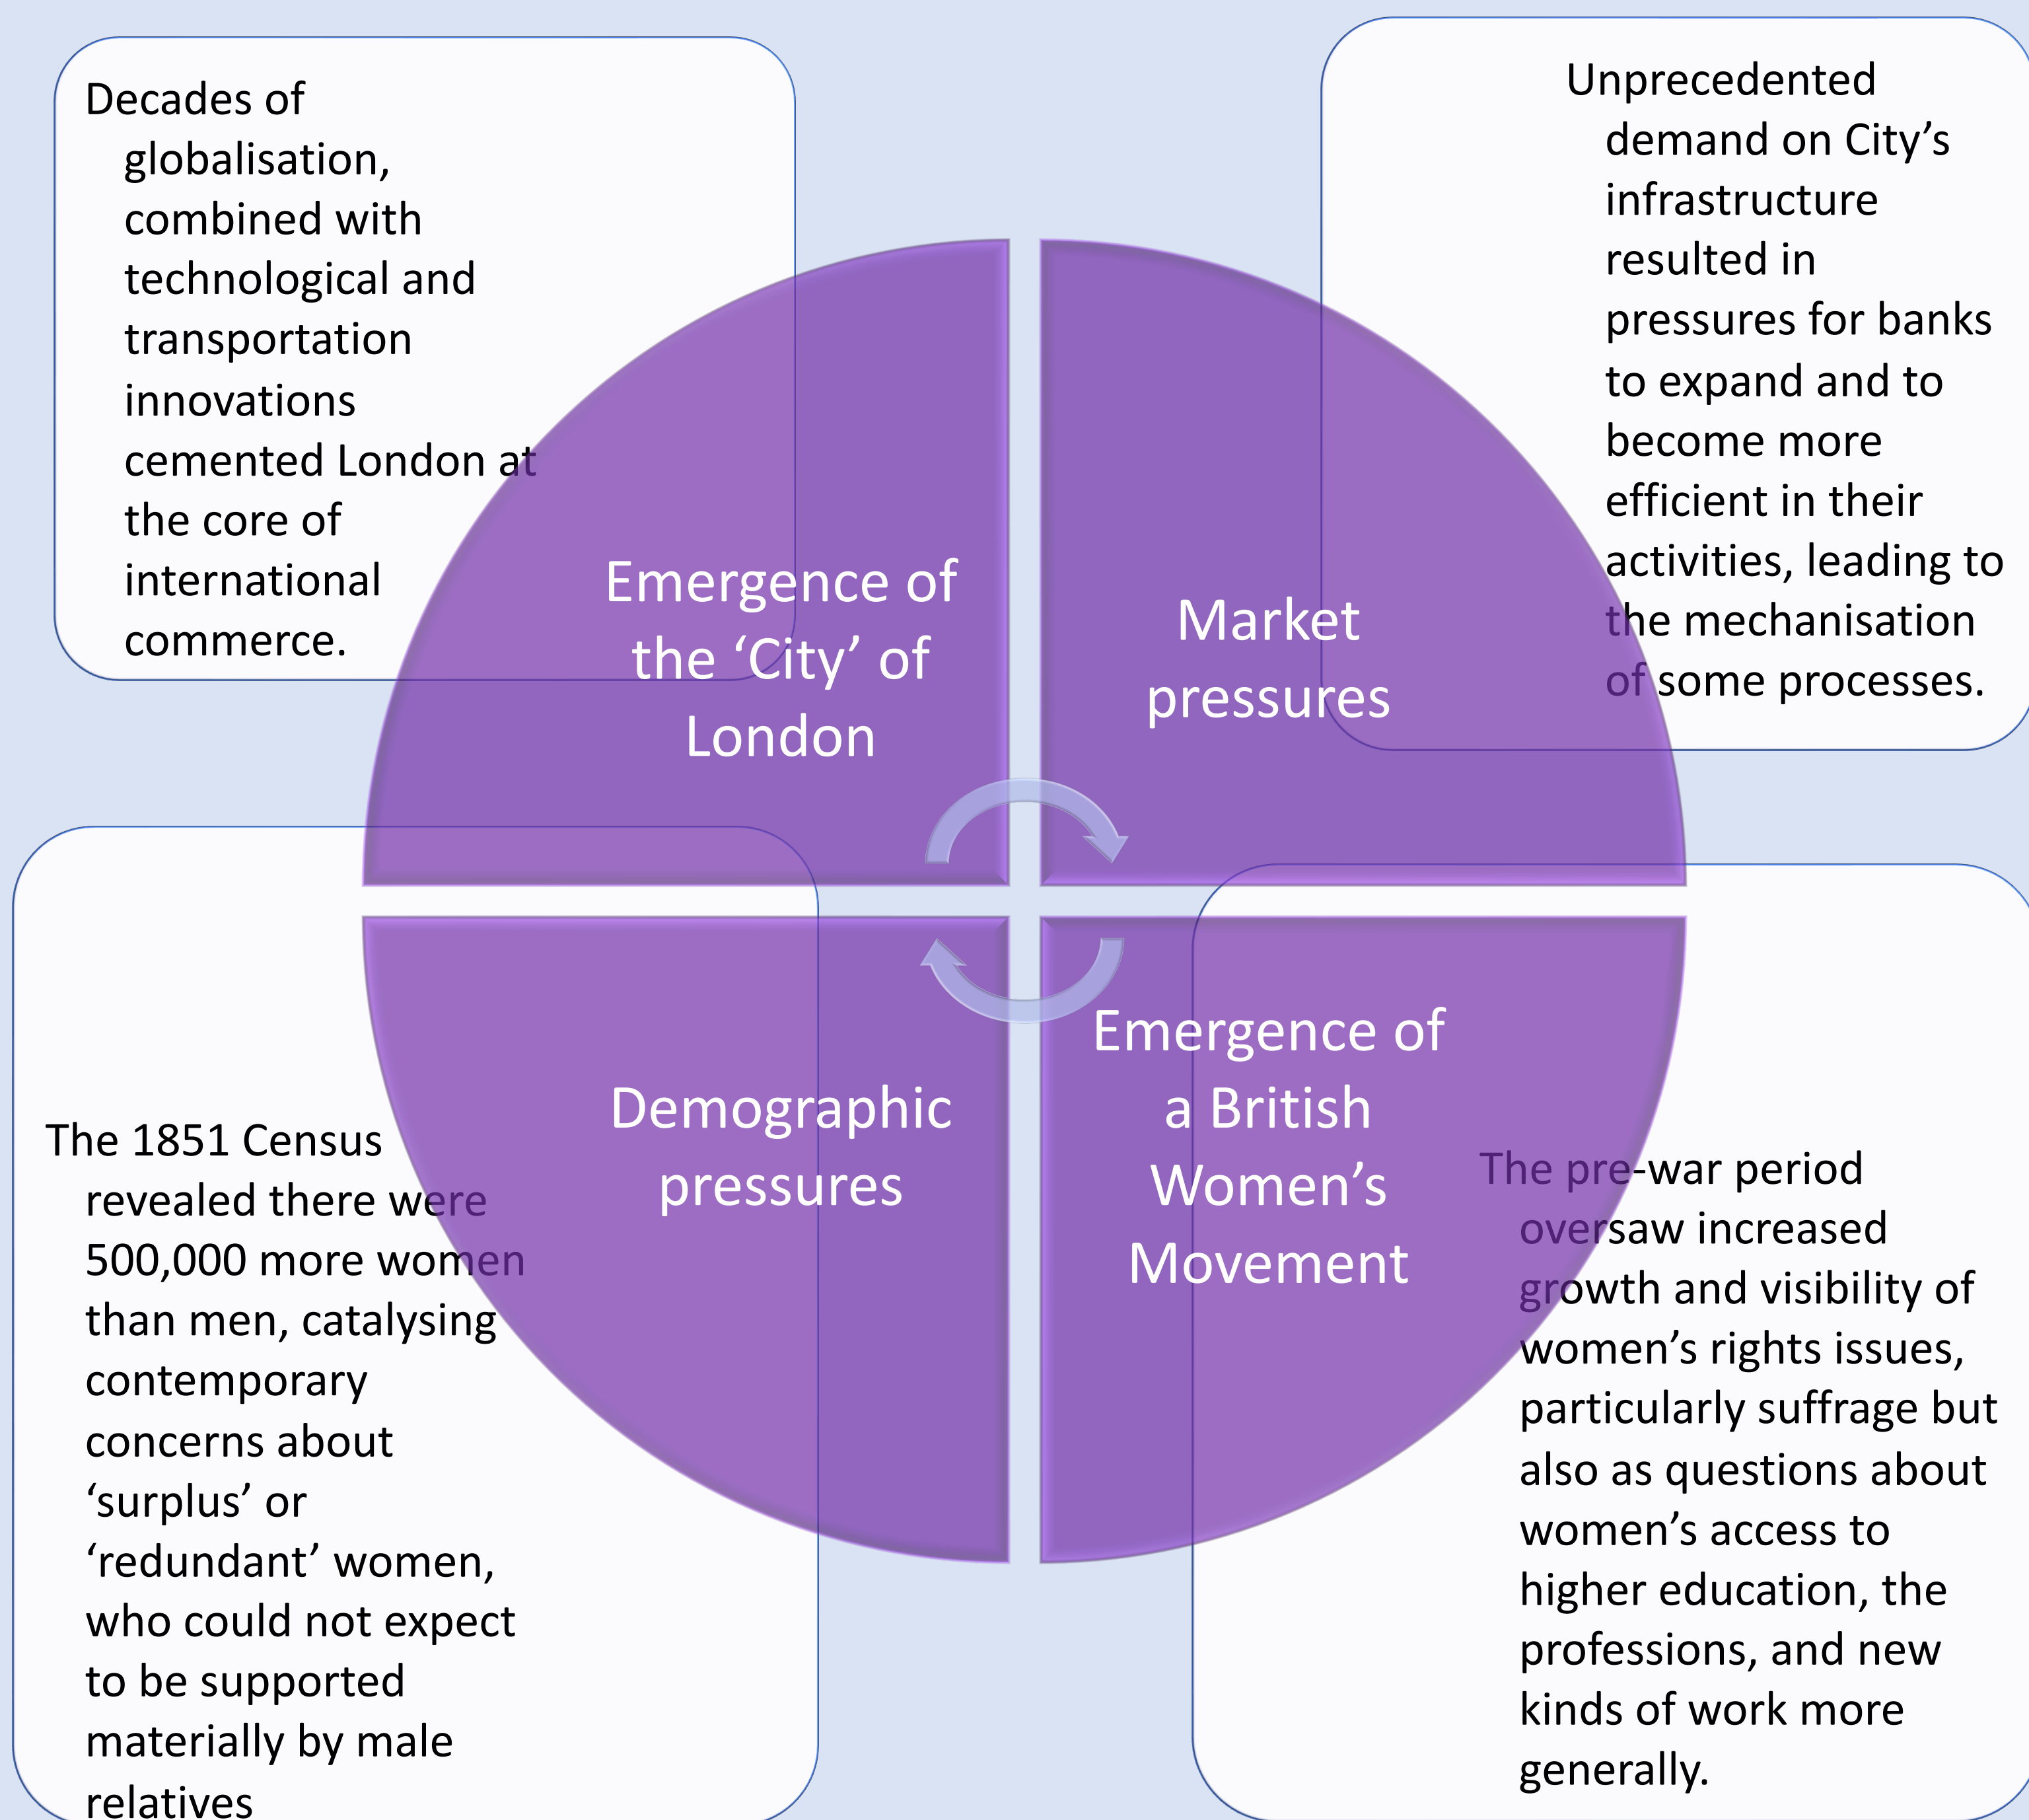 Decades of
globalisation,
combined with
technological and
transportation
innovations
cemented London at
the core of
international
commerce.
Emergence of
the ‘City’ of
London
Unprecedented
demand on City’s
infrastructure
resulted in
pressures for banks
to expand and to
become more
efficient in their
activities, leading to
the mechanisation
of some processes.
Market
pressures
The 1851 Census
revealed there were
500,000 more women
than men, catalysing
contemporary
concerns about
‘surplus’ or
‘redundant’ women,
who could not expect
to be supported
materially by male
relatives
Demographic
pressures
Emergence of
a British
Women’s
Movement
The pre-war period
oversaw increased
growth and visibility of
women’s rights issues,
particularly suffrage but
also as questions about
women’s access to
higher education, the
professions, and new
kinds of work more
generally.